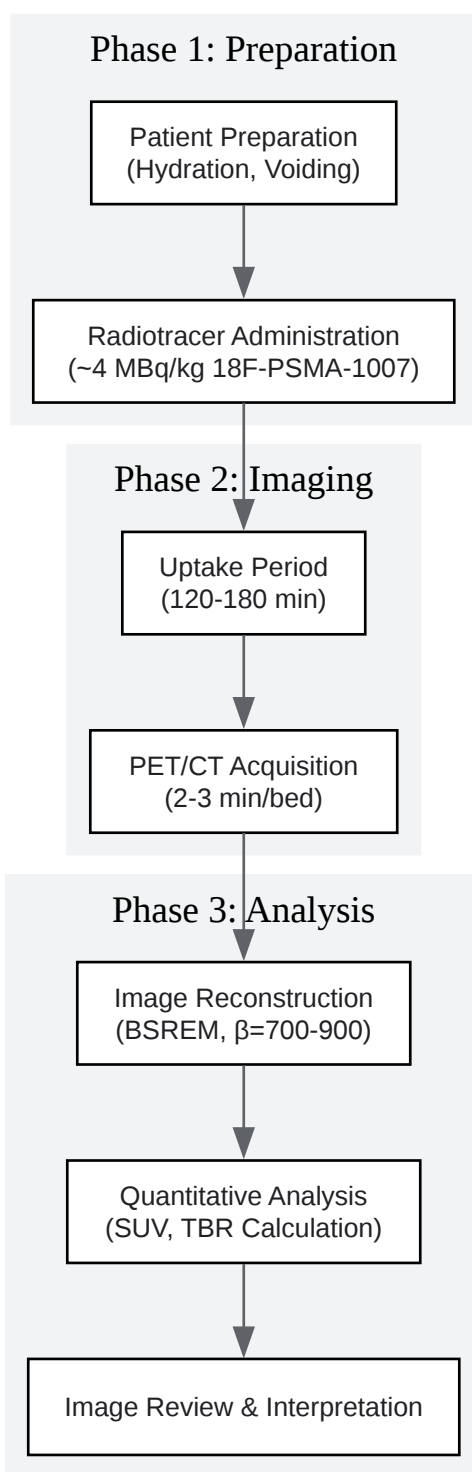 Phase 1: Preparation
Patient Preparation
(Hydration, Voiding)
Radiotracer Administration
(~4 MBq/kg 18F-PSMA-1007)
Phase 2: Imaging
Uptake Period
(120-180 min)
PET/CT Acquisition
(2-3 min/bed)
Phase 3: Analysis
Image Reconstruction
(BSREM, β=700-900)
Quantitative Analysis
(SUV, TBR Calculation)
Image Review & Interpretation